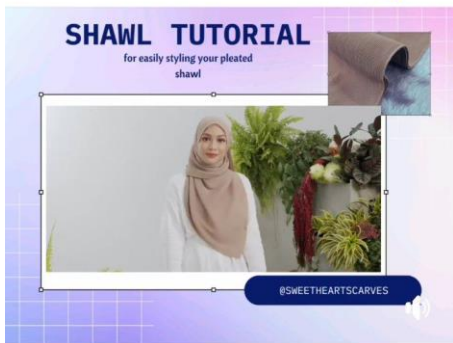 SHAWL TUTORIAL
for easily styling your pleated
shawl
@SWEETHEARTSCARVES